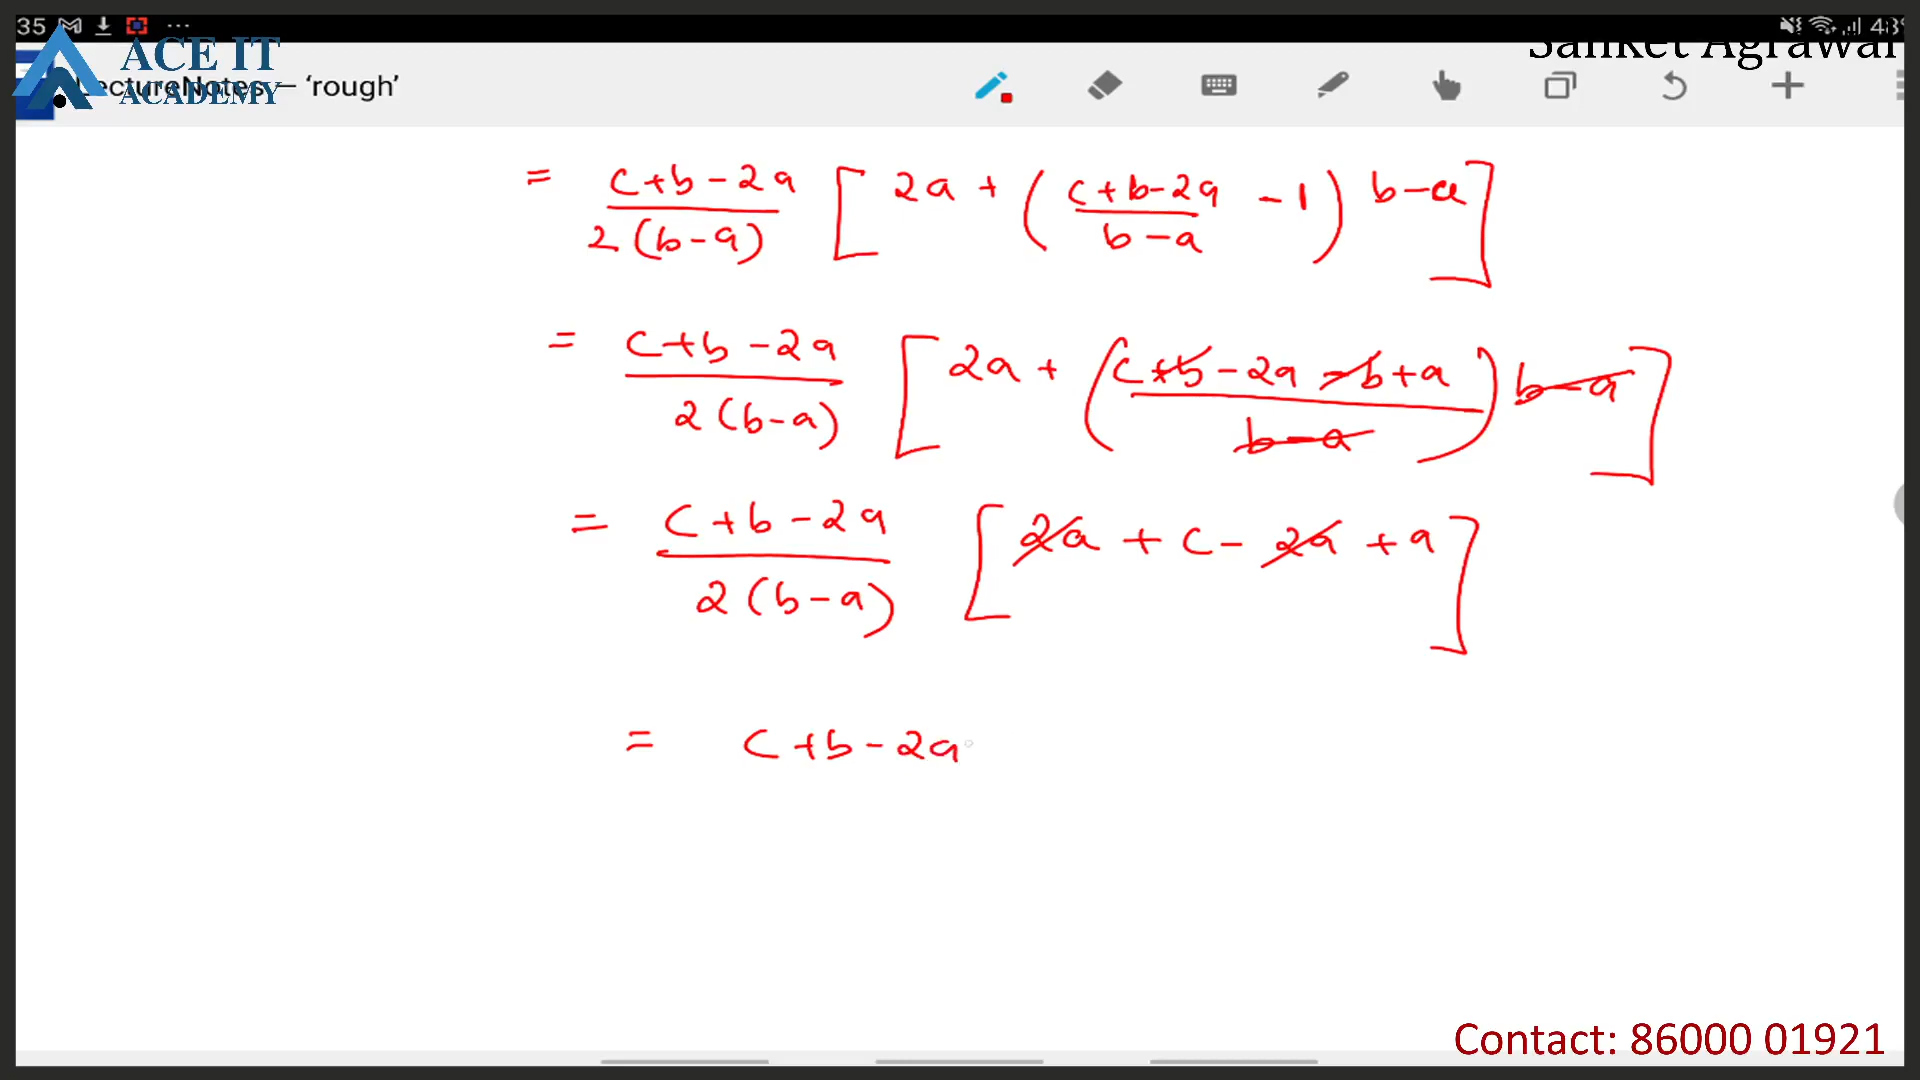 35 ... 48
ACE IT
ACADEMY
LectureNotes – ‘rough’
Sanket Agrawal
= c+b-2a / 2(b-a) [ 2a + ( c+b-2a / b-a - 1 ) b-a ]
= c+b-2a / 2(b-a) [ 2a + ( c+b-2a-b+a / b-a ) b-a ]
= c+b-2a / 2(b-a) [ 2a + c - 2a + a ]
= c+b-2a
Contact: 86000 01921